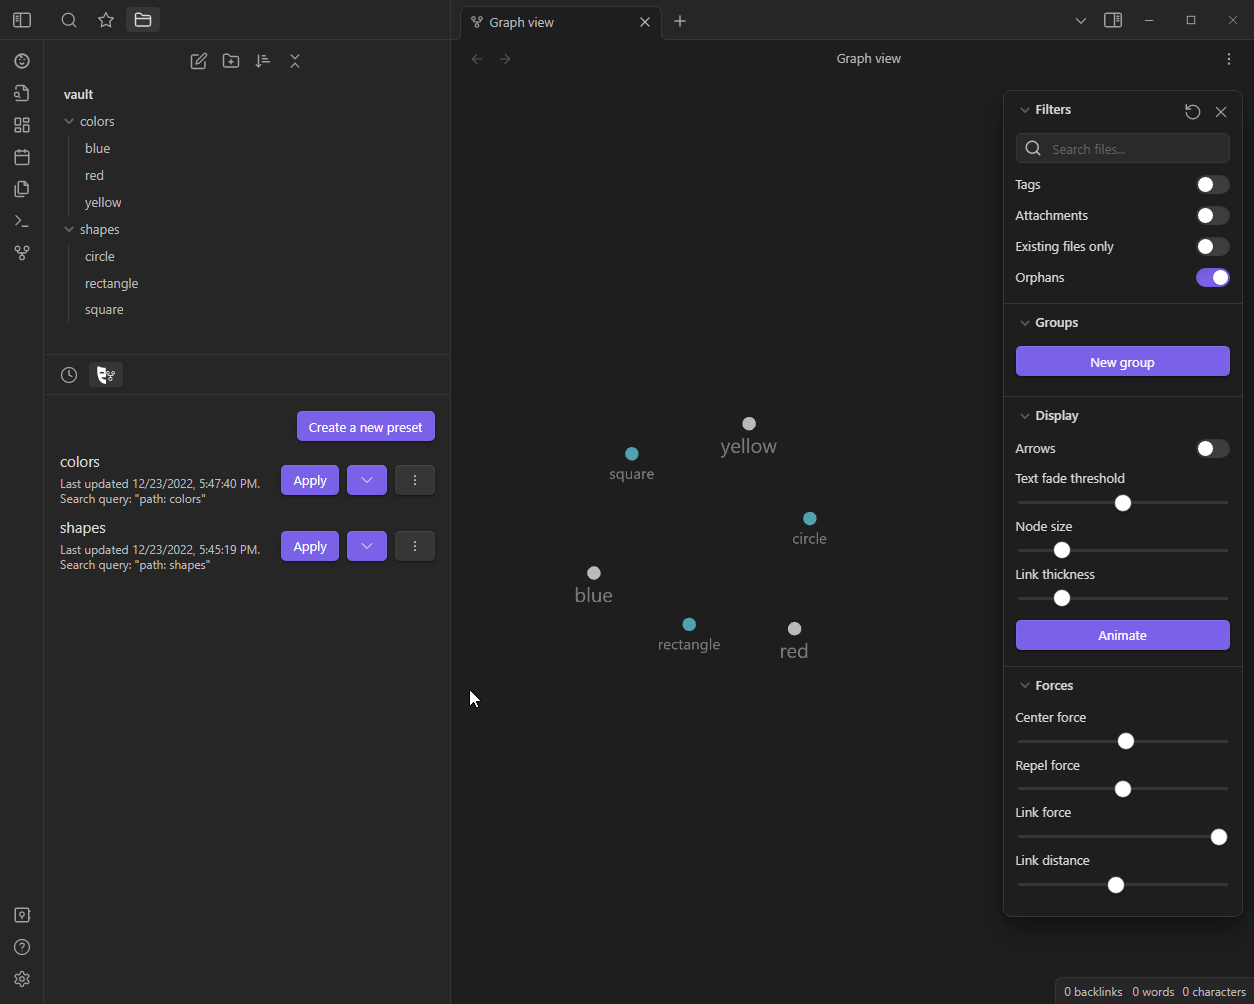 Graph view
Graph view
vault
colors
blue
red
yellow
shapes
circle
rectangle
square
Create a new preset
colors
Last updated 12/23/2022, 5:47:40 PM.
Search query: "path: colors"
Apply
shapes
Last updated 12/23/2022, 5:45:19 PM.
Search query: "path: shapes"
Apply
yellow
square
circle
blue
rectangle
red
Filters
Search files...
Tags
Attachments
Existing files only
Orphans
Groups
New group
Display
Arrows
Text fade threshold
Node size
Link thickness
Animate
Forces
Center force
Repel force
Link force
Link distance
0 backlinks 0 words 0 characters